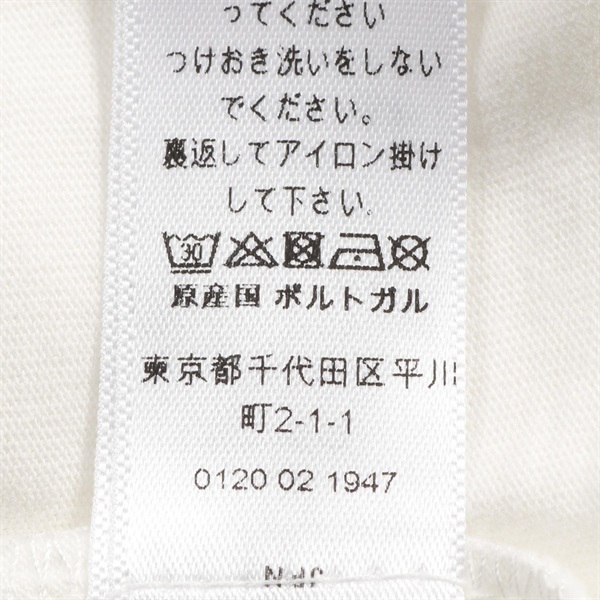 ってください
つけおき洗いをしない
でください。
裏返してアイロン掛け
して下さい.
30
原産国 ポルトガル
東京都千代田区平川
町2-1-1
0120 02 1947